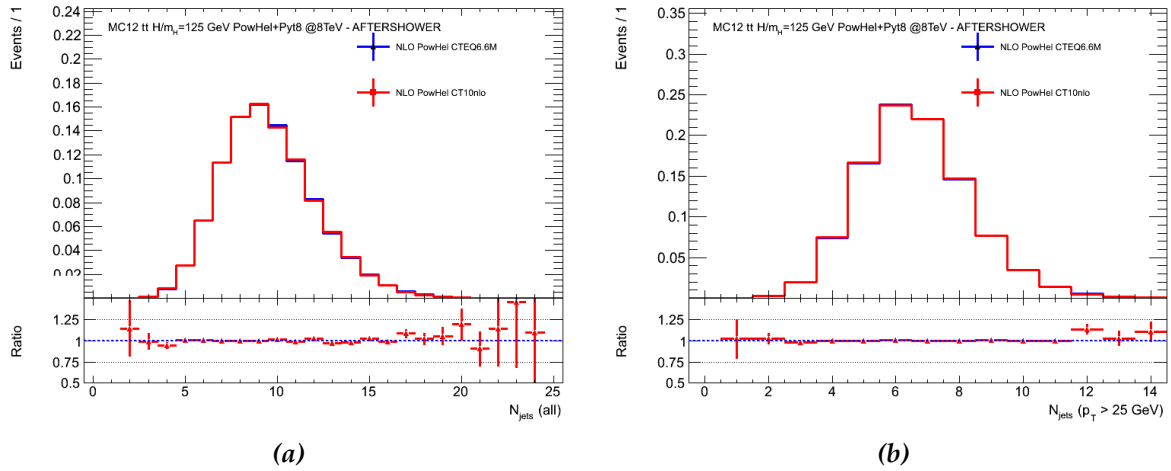 Events / 1
0.24
0.22
0.2
0.18
0.16
0.14
0.12
0.1
0.08
0.06
0.04
0.02
MC12 tt H/m_H=125 GeV PowHel+Pyt8 @8TeV - AFTERSHOWER
NLO PowHel CTEQ6.6M
NLO PowHel CT10nlo
Ratio
1.25
1
0.75
0.5
0 5 10 15 20 25
N_jets (all)
(a)
Events / 1
0.35
0.3
0.25
0.2
0.15
0.1
0.05
MC12 tt H/m_H=125 GeV PowHel+Pyt8 @8TeV - AFTERSHOWER
NLO PowHel CTEQ6.6M
NLO PowHel CT10nlo
Ratio
1.25
1
0.75
0.5
0 2 4 6 8 10 12 14
N_jets (p_T > 25 GeV)
(b)